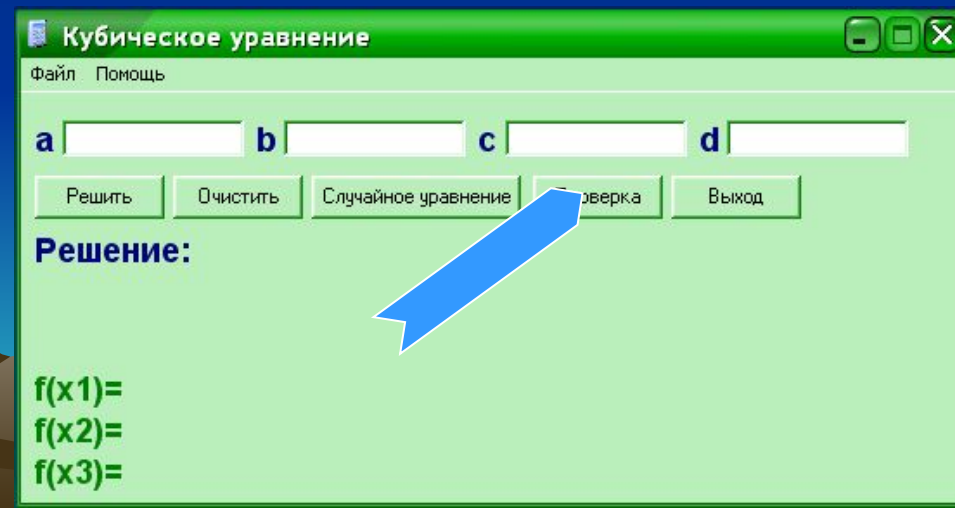 Кубическое уравнение
Файл Помощь
a b c d
Решить Очистить Случайное уравнение Выход
Решение:
f(x1)=
f(x2)=
f(x3)=